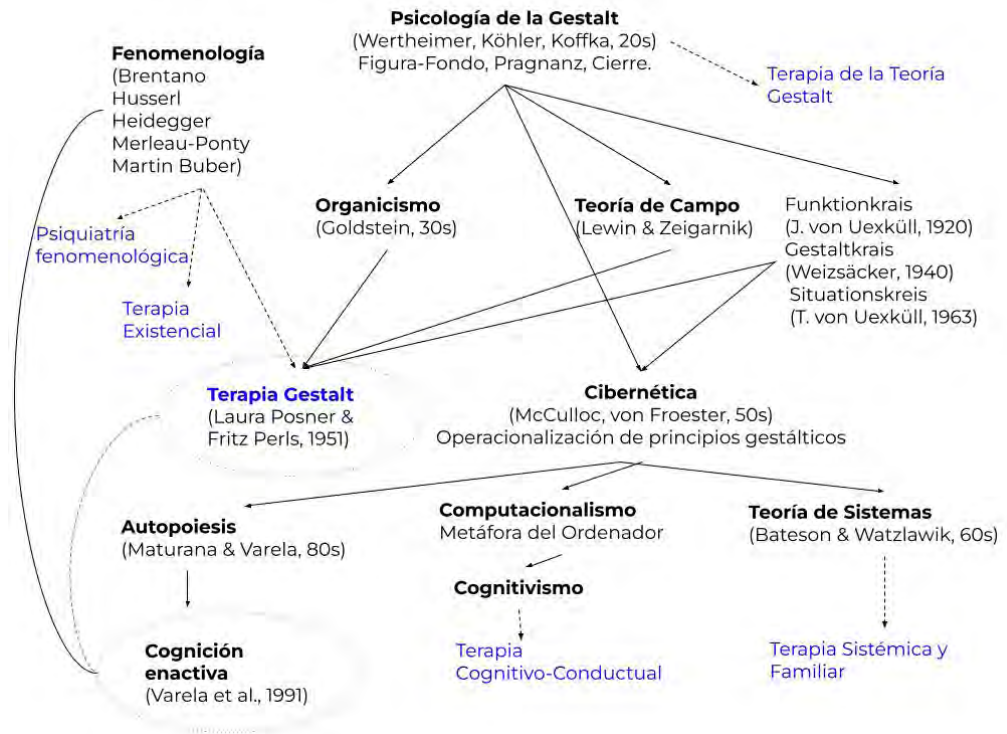 Psicología de la Gestalt
(Wertheimer, Köhler, Koffka, 20s)
Figura-Fondo, Pragnanz, Cierre.
Fenomenología
(Brentano
Husserl
Heidegger
Merleau-Ponty
Martin Buber)
Terapia de la Teoría
Gestalt
Organicismo
(Goldstein, 30s)
Teoría de Campo
(Lewin & Zeigarnik)
Funktionkrais
(J. von Uexküll, 1920)
Gestaltkrais
(Weizsäcker, 1940)
Situationskreis
(T. von Uexküll, 1963)
Psiquiatría
fenomenológica
Terapia
Existencial
Terapia Gestalt
(Laura Posner &
Fritz Perls, 1951)
Cibernética
(McCulloc, von Froester, 50s)
Operacionalización de principios gestálticos
Autopoiesis
(Maturana & Varela, 80s)
Computacionalismo
Metáfora del Ordenador
Teoría de Sistemas
(Bateson & Watzlawik, 60s)
Cognitivismo
Cognición
enactiva
(Varela et al., 1991)
Terapia
Cognitivo-Conductual
Terapia Sistémica y
Familiar